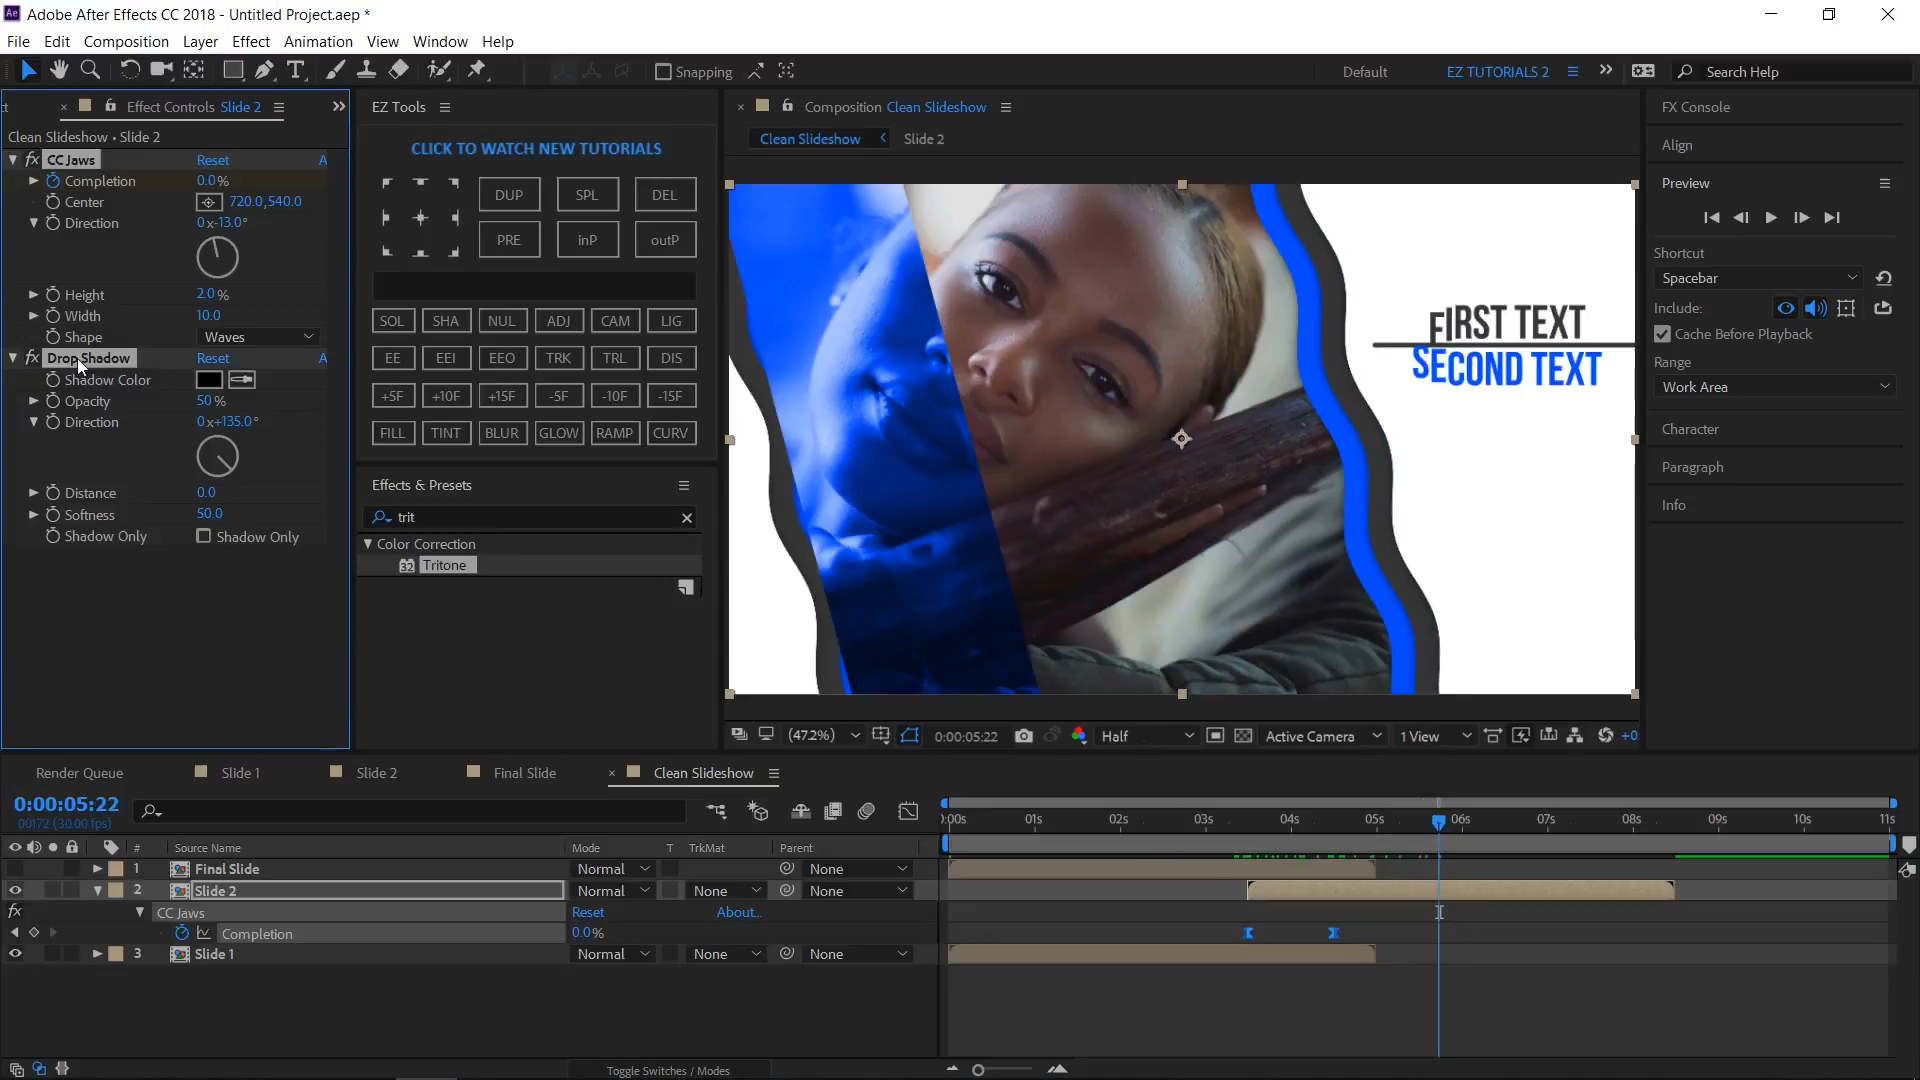 Ae Adobe After Effects CC 2018 - Untitled Project.aep *
File Edit Composition Layer Effect Animation View Window Help
Snapping
Default
EZ TUTORIALS 2
Search Help
Effect Controls Slide 2
Clean Slideshow • Slide 2
fx CC Jaws Reset A
Completion 0.0%
Center 720.0,540.0
Direction 0x-13.0°
Height 2.0%
Width 10.0
Shape Waves
fx Drop Shadow Reset A
Shadow Color
Opacity 50%
Direction 0x+135.0°
Distance 0.0
Softness 50.0
Shadow Only Shadow Only
EZ Tools
CLICK TO WATCH NEW TUTORIALS
DUP SPL DEL
PRE inP outP
SOL SHA NUL ADJ CAM LIG
EE EEI EEO TRK TRL DIS
+5F +10F +15F -5F -10F -15F
FILL TINT BLUR GLOW RAMP CURV
Effects & Presets
trit
Color Correction
32 Tritone
Composition Clean Slideshow
Clean Slideshow Slide 2
FIRST TEXT
SECOND TEXT
(47.2%) 0:00:05:22 Half Active Camera 1 View +0
FX Console
Align
Preview
Shortcut
Spacebar
Include:
Cache Before Playback
Range
Work Area
Character
Paragraph
Info
Render Queue Slide 1 Slide 2 Final Slide Clean Slideshow
0:00:05:22
00172 (30.00 fps)
):00s 01s 02s 03s 04s 05s 06s 07s 08s 09s 10s 11s
# Source Name Mode T TrkMat Parent
1 Final Slide Normal None
2 Slide 2 Normal None None
fx CC Jaws Reset About...
Completion 0.0%
3 Slide 1 Normal None None
Toggle Switches / Modes